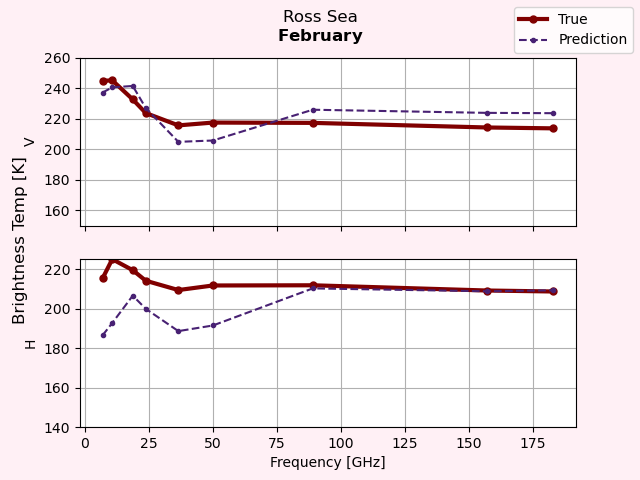 Ross Sea
February
True
Prediction
Brightness Temp [K]
V
260
240
220
200
180
160
H
220
200
180
160
140
0 25 50 75 100 125 150 175
Frequency [GHz]